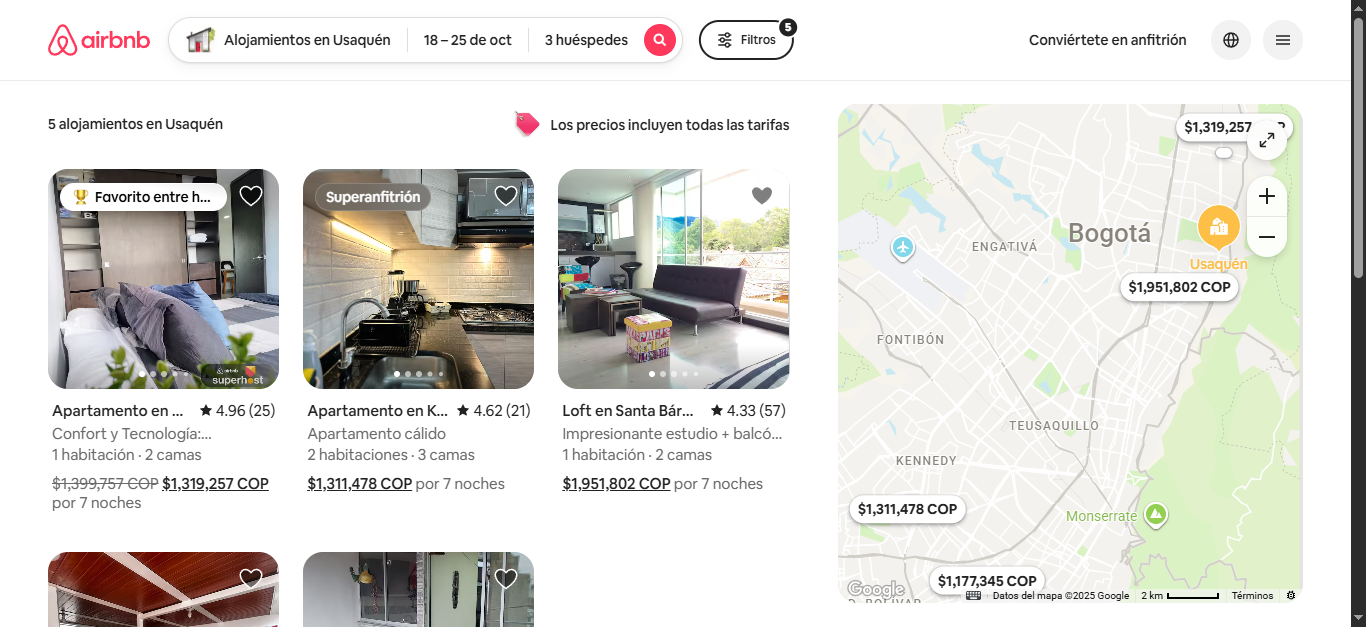 airbnb
Alojamientos en Usaquén
18 – 25 de oct
3 huéspedes
Filtros
5
Conviértete en anfitrión
5 alojamientos en Usaquén
Los precios incluyen todas las tarifas
Favorito entre h...
airbnb
superhost
Apartamento en ...
4.96 (25)
Confort y Tecnología:...
1 habitación · 2 camas
$1,399,757 COP $1,319,257 COP
por 7 noches
Superanfitrión
Apartamento en K...
4.62 (21)
Apartamento cálido
2 habitaciones · 3 camas
$1,311,478 COP por 7 noches
Loft en Santa Bár...
4.33 (57)
Impresionante estudio + balcó...
1 habitación · 2 camas
$1,951,802 COP por 7 noches
$1,319,257
Bogotá
ENGATIVÁ
Usaquén
$1,951,802 COP
FONTIBÓN
TEUSAQUILLO
KENNEDY
$1,311,478 COP
Monserrate
$1,177,345 COP
Google
Datos del mapa ©2025 Google
2 km
Términos